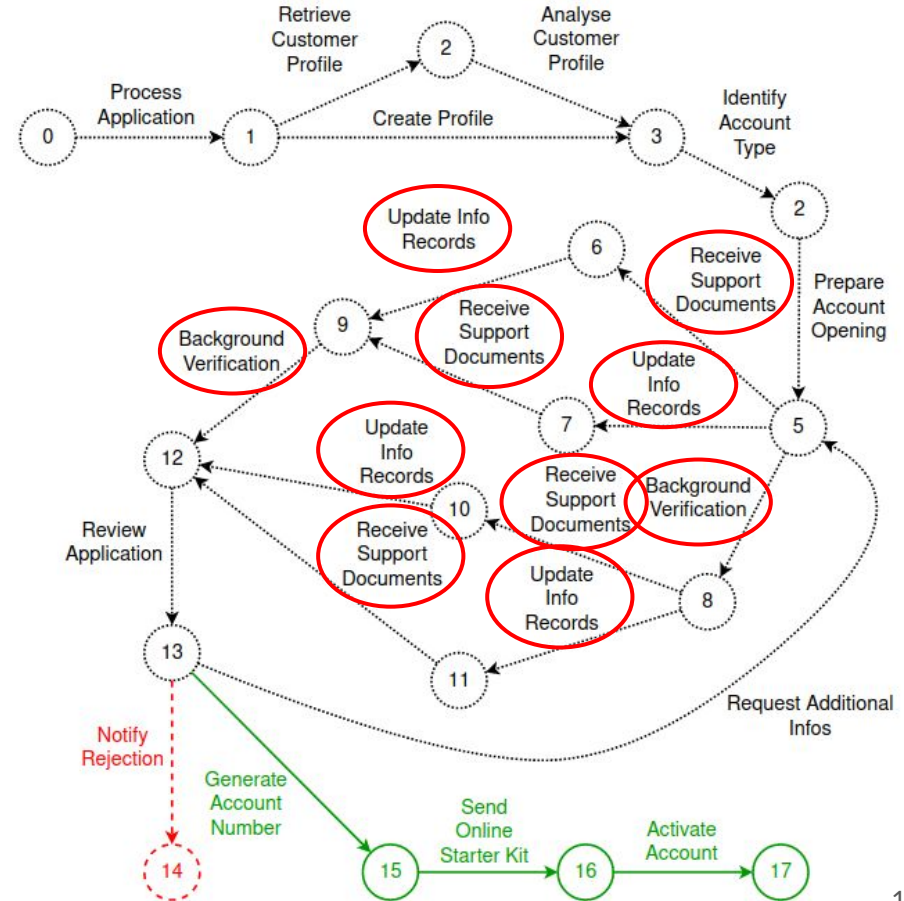 Retrieve
Customer
Profile
2
Analyse
Customer
Profile
Process
Application
0
1
Create Profile
3
Identify
Account
Type
2
Update Info
Records
6
Receive
Support
Documents
Prepare
Account
Opening
9
Receive
Support
Documents
Background
Verification
Update
Info
Records
7
5
Update
Info
Records
12
Receive
Support
Documents
Background
Verification
10
Review
Application
Receive
Support
Documents
Update
Info
Records
8
13
11
Request Additional
Infos
Notify
Rejection
Generate
Account
Number
Send
Online
Starter Kit
Activate
Account
14
15
16
17
1